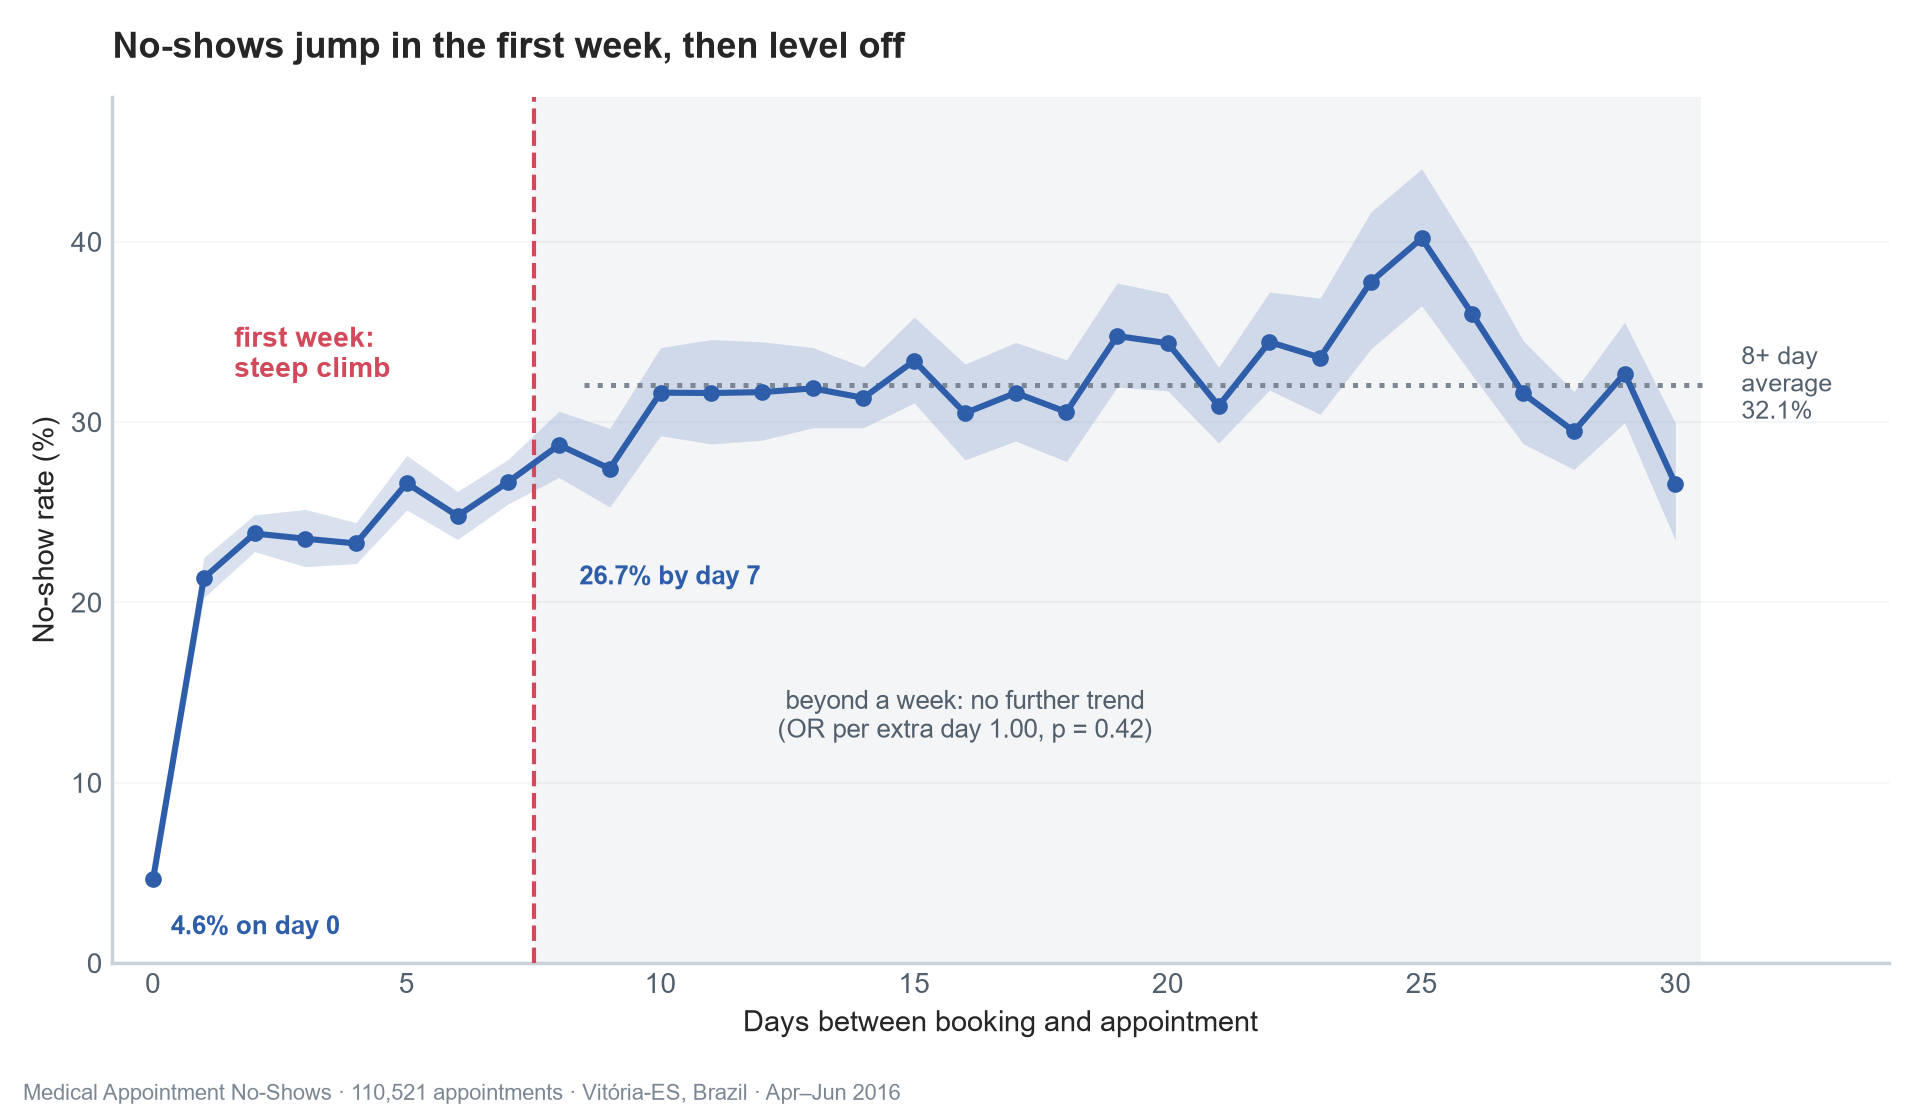 No-shows jump in the first week, then level off
No-show rate (%)
40
30
20
10
0
first week:
steep climb
8+ day
average
32.1%
26.7% by day 7
beyond a week: no further trend
(OR per extra day 1.00, p = 0.42)
4.6% on day 0
0 5 10 15 20 25 30
Days between booking and appointment
Medical Appointment No-Shows · 110,521 appointments · Vitória-ES, Brazil · Apr–Jun 2016